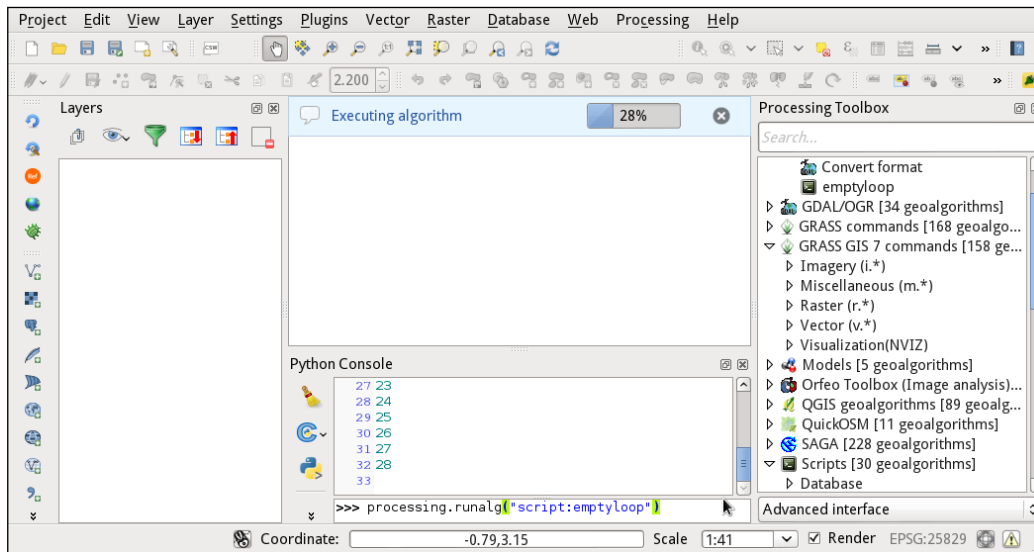 Project Edit View Layer Settings Plugins Vector Raster Database Web Processing Help
CSW
2.200
Layers
Executing algorithm 28%
Processing Toolbox
Search...
Convert format
emptyloop
GDAL/OGR [34 geoalgorithms]
GRASS commands [168 geoalgo...
GRASS GIS 7 commands [158 ge...
Imagery (i.*)
Miscellaneous (m.*)
Raster (r.*)
Vector (v.*)
Visualization(NVIZ)
Models [5 geoalgorithms]
Orfeo Toolbox (Image analysis)...
QGIS geoalgorithms [89 geoalg...
QuickOSM [11 geoalgorithms]
SAGA [228 geoalgorithms]
Scripts [30 geoalgorithms]
Database
Advanced interface
Python Console
27 23
28 24
29 25
30 26
31 27
32 28
33
>>> processing.runalg("script:emptyloop")
Coordinate: -0.79,3.15 Scale 1:41 Render EPSG:25829